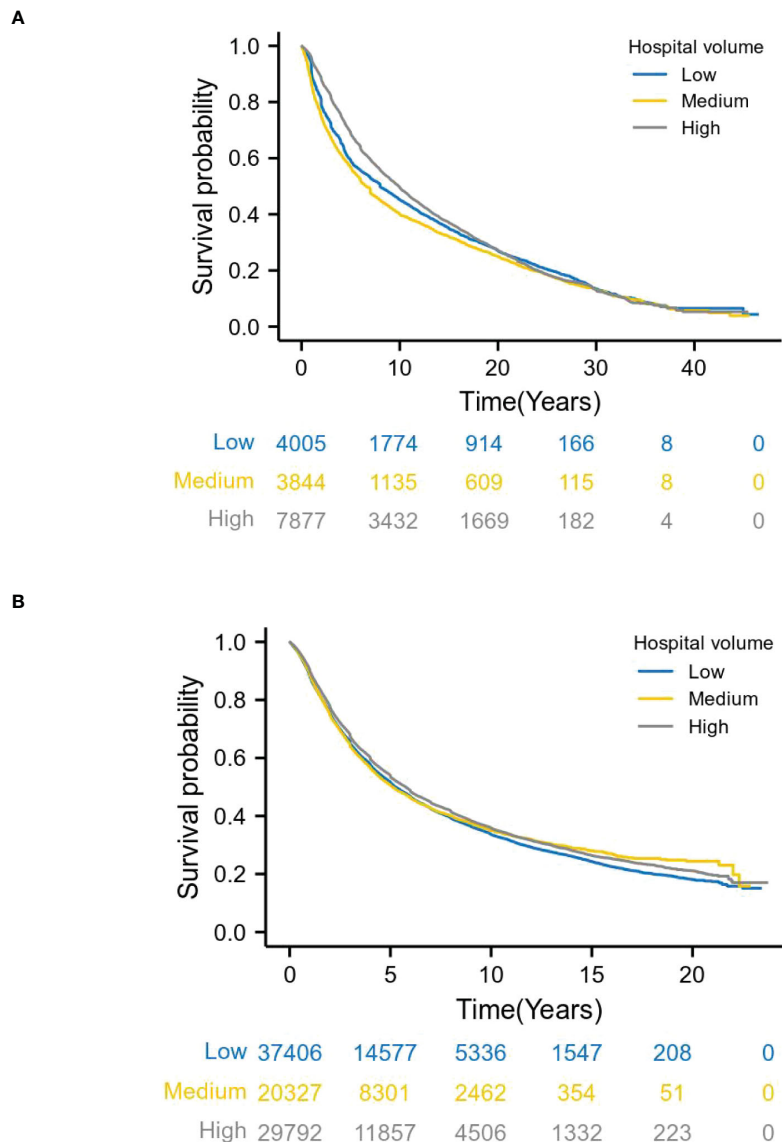 A
Survival probability
1.0
0.8
0.6
0.4
0.2
0.0
Hospital volume
Low
Medium
High
0 10 20 30 40
Time(Years)
Low 4005 1774 914 166 8 0
Medium 3844 1135 609 115 8 0
High 7877 3432 1669 182 4 0
B
Survival probability
1.0
0.8
0.6
0.4
0.2
0.0
Hospital volume
Low
Medium
High
0 5 10 15 20
Time(Years)
Low 37406 14577 5336 1547 208 0
Medium 20327 8301 2462 354 51 0
High 29792 11857 4506 1332 223 0